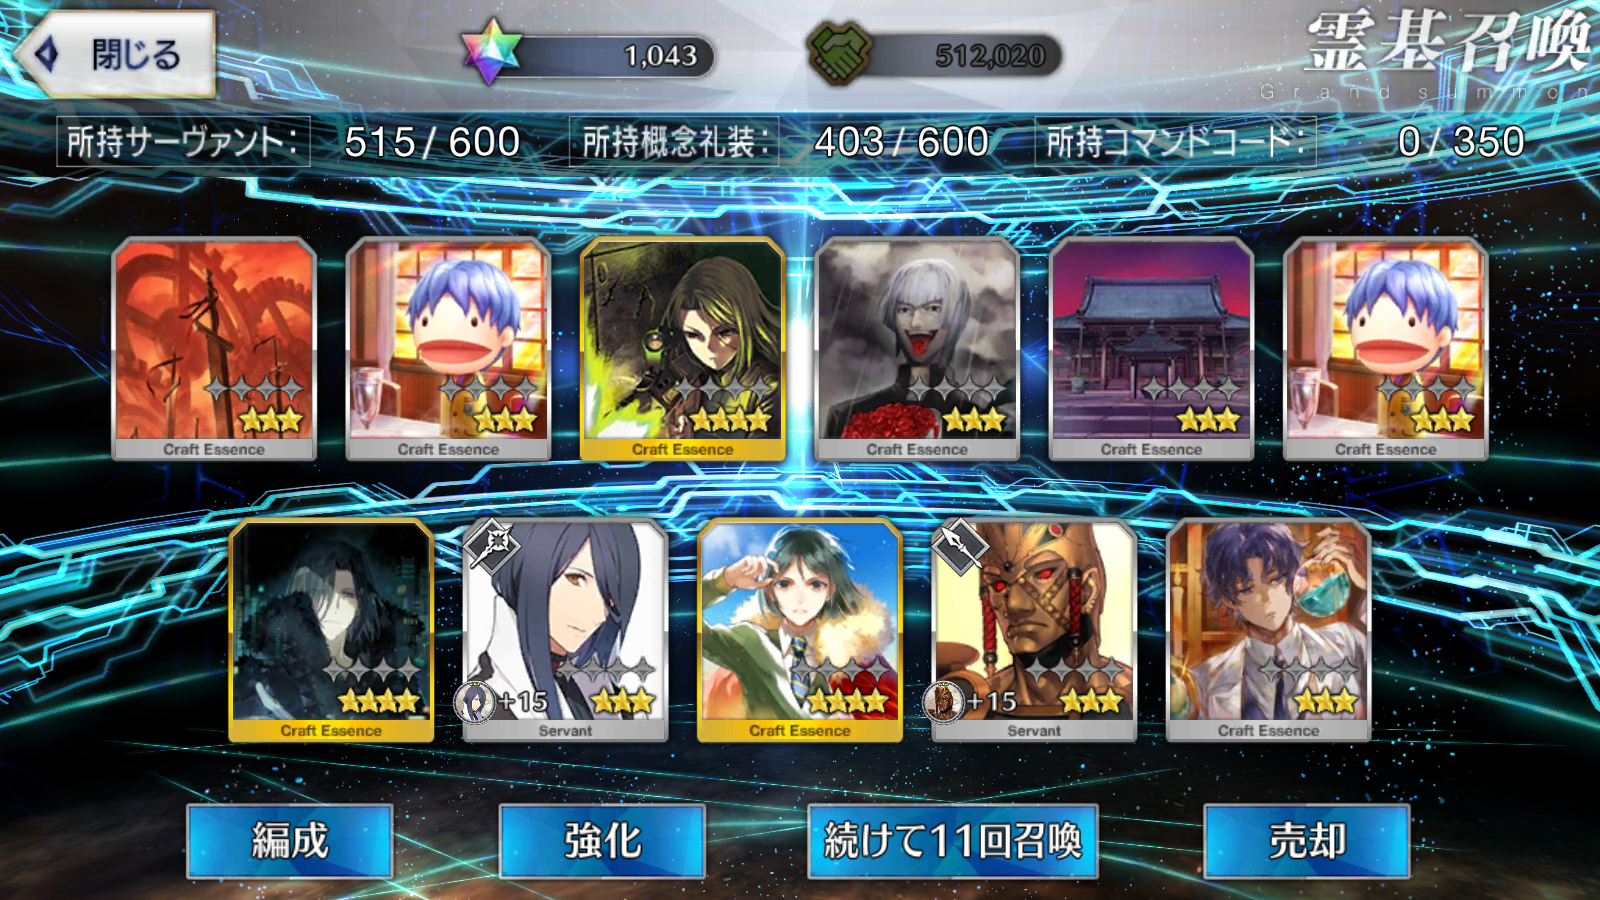 閉じる
1,043
512,020
霊基召喚
Grand summon
所持サーヴァント: 515 / 600
所持概念礼装: 403 / 600
所持コマンドコード: 0 / 350
Craft Essence
Craft Essence
Craft Essence
Craft Essence
Craft Essence
Craft Essence
Craft Essence
+15
Servant
Craft Essence
+15
Servant
Craft Essence
編成
強化
続けて11回召喚
売却